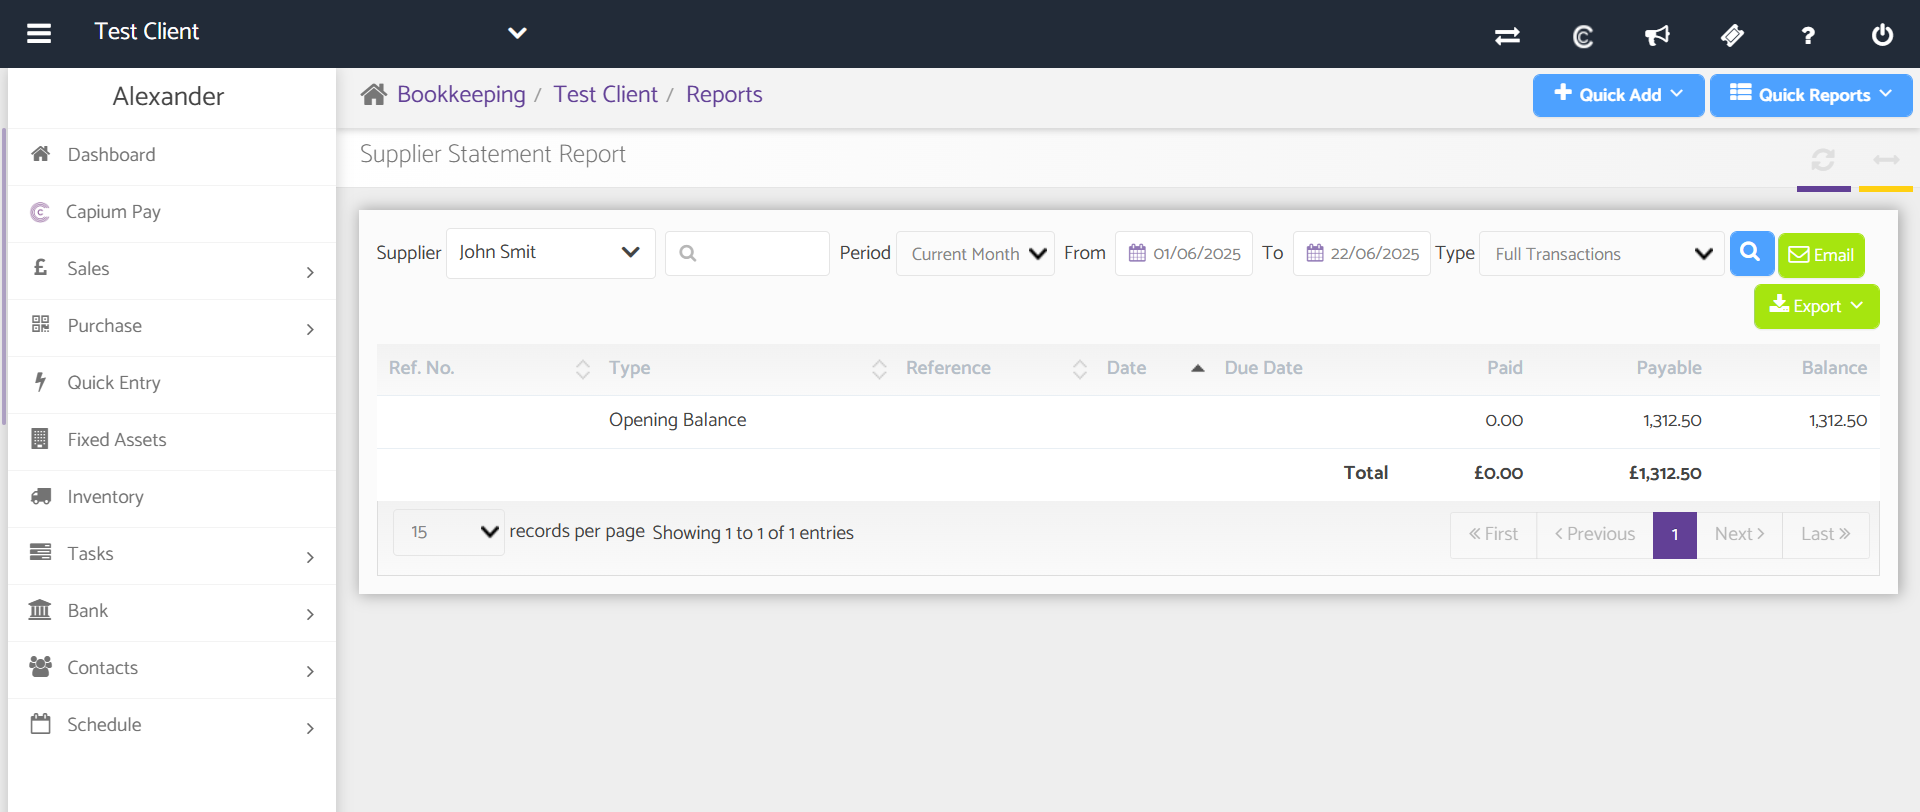 Test Client
Alexander
Bookkeeping / Test Client / Reports
Quick Add
Quick Reports
Supplier Statement Report
Dashboard
Capium Pay
Sales
Purchase
Quick Entry
Fixed Assets
Inventory
Tasks
Bank
Contacts
Schedule
Supplier John Smit Period Current Month From 01/06/2025 To 22/06/2025 Type Full Transactions Email
Export
Ref. No. Type Reference Date Due Date Paid Payable Balance
Opening Balance 0.00 1,312.50 1,312.50
Total £0.00 £1,312.50
15 records per page Showing 1 to 1 of 1 entries
« First ‹ Previous 1 Next › Last »